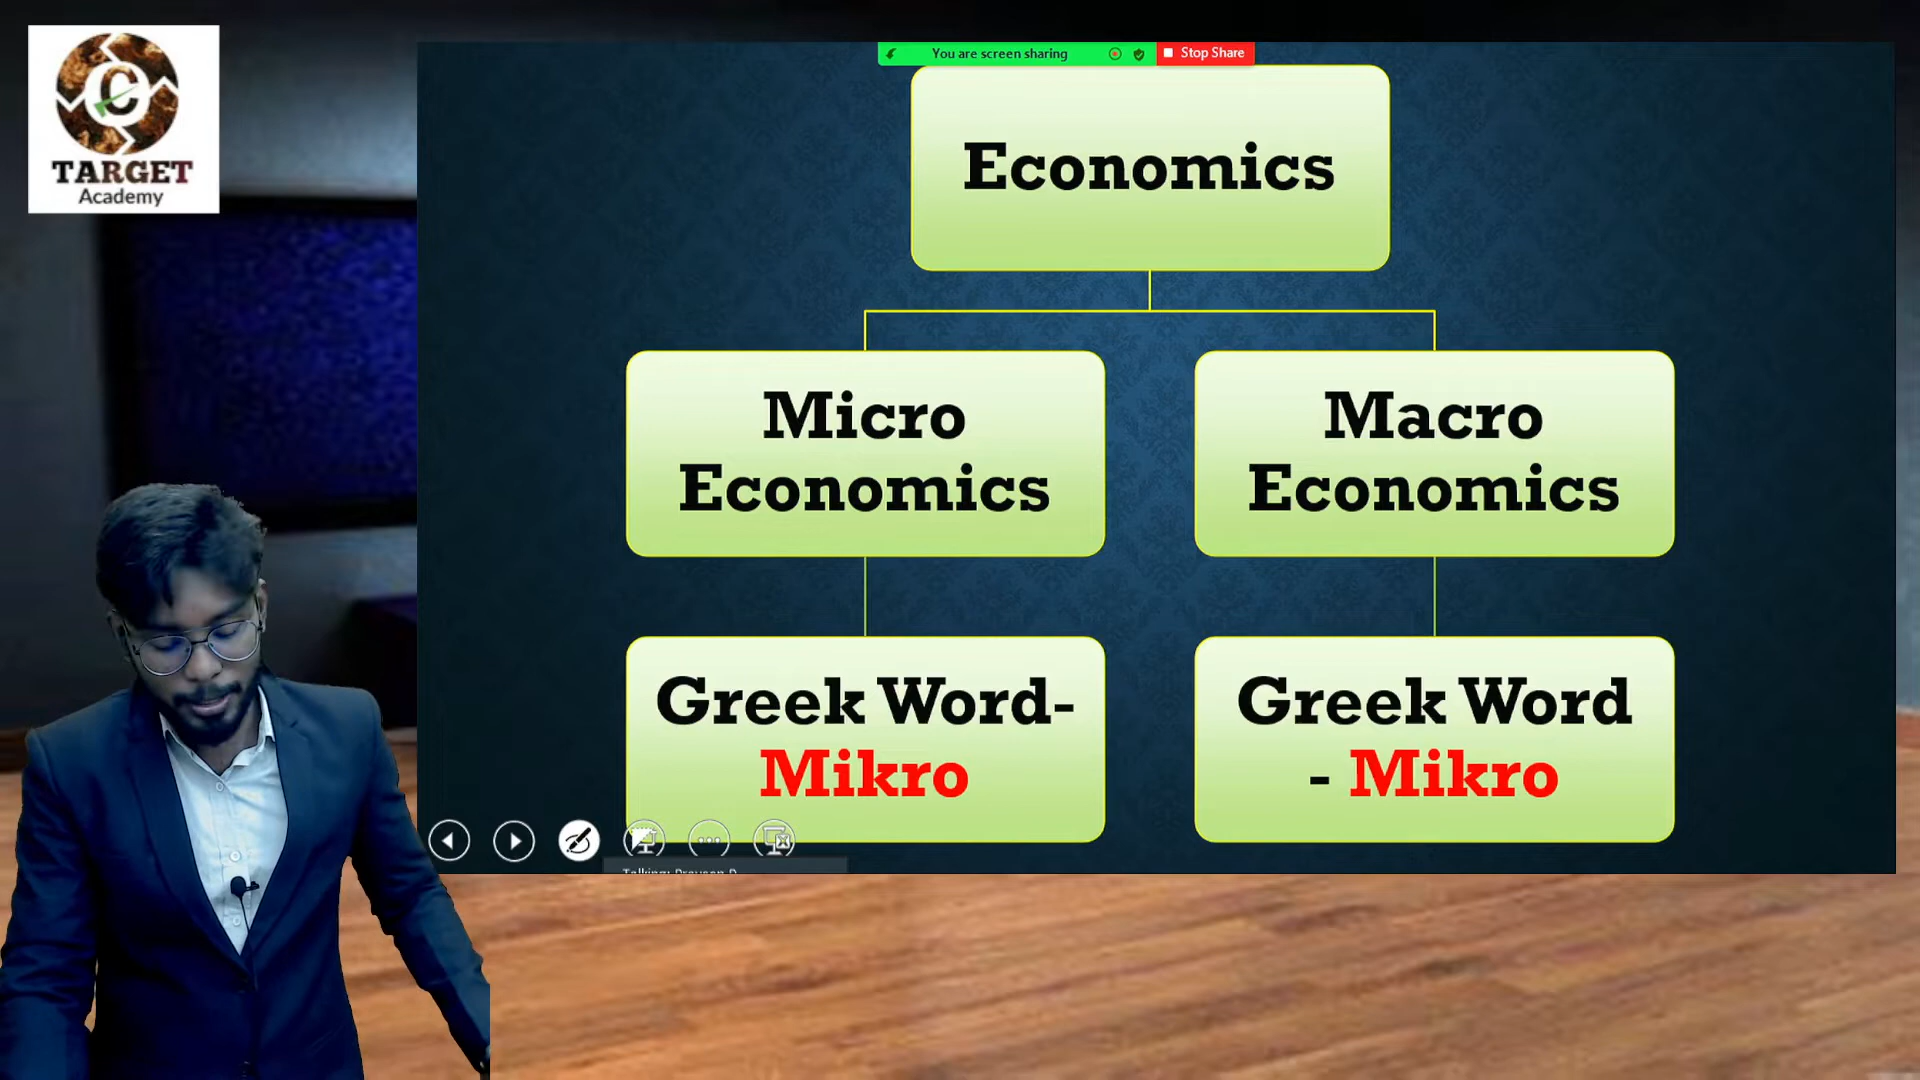 TARGET
Academy
You are screen sharing
Stop Share
Economics
Micro
Economics
Macro
Economics
Greek Word-
Mikro
Greek Word
- Mikro